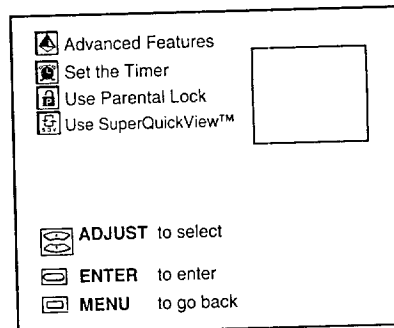 Advanced Features
Set the Timer
Use Parental Lock
Use SuperQuickView™
ADJUST to select
ENTER to enter
MENU to go back